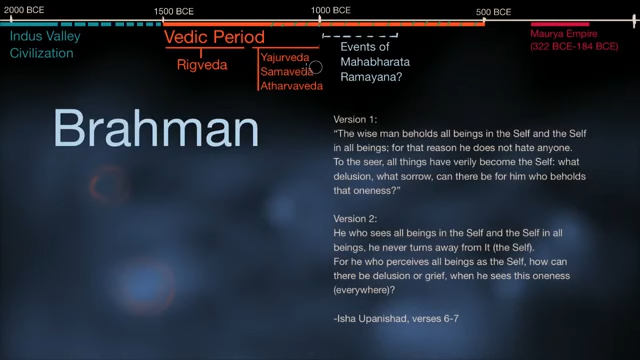 2000 BCE
1500 BCE
1000 BCE
500 BCE
Indus Valley
Civilization
Vedic Period
Rigveda
Yajurveda
Samaveda
Atharvaveda
Events of
Mahabharata
Ramayana?
Maurya Empire
(322 BCE-184 BCE)
Brahman
Version 1:
“The wise man beholds all beings in the Self and the Self
in all beings; for that reason he does not hate anyone.
To the seer, all things have verily become the Self: what
delusion, what sorrow, can there be for him who beholds
that oneness?”
Version 2:
He who sees all beings in the Self and the Self in all
beings, he never turns away from It (the Self).
For he who perceives all beings as the Self, how can
there be delusion or grief, when he sees this oneness
(everywhere)?
-Isha Upanishad, verses 6-7